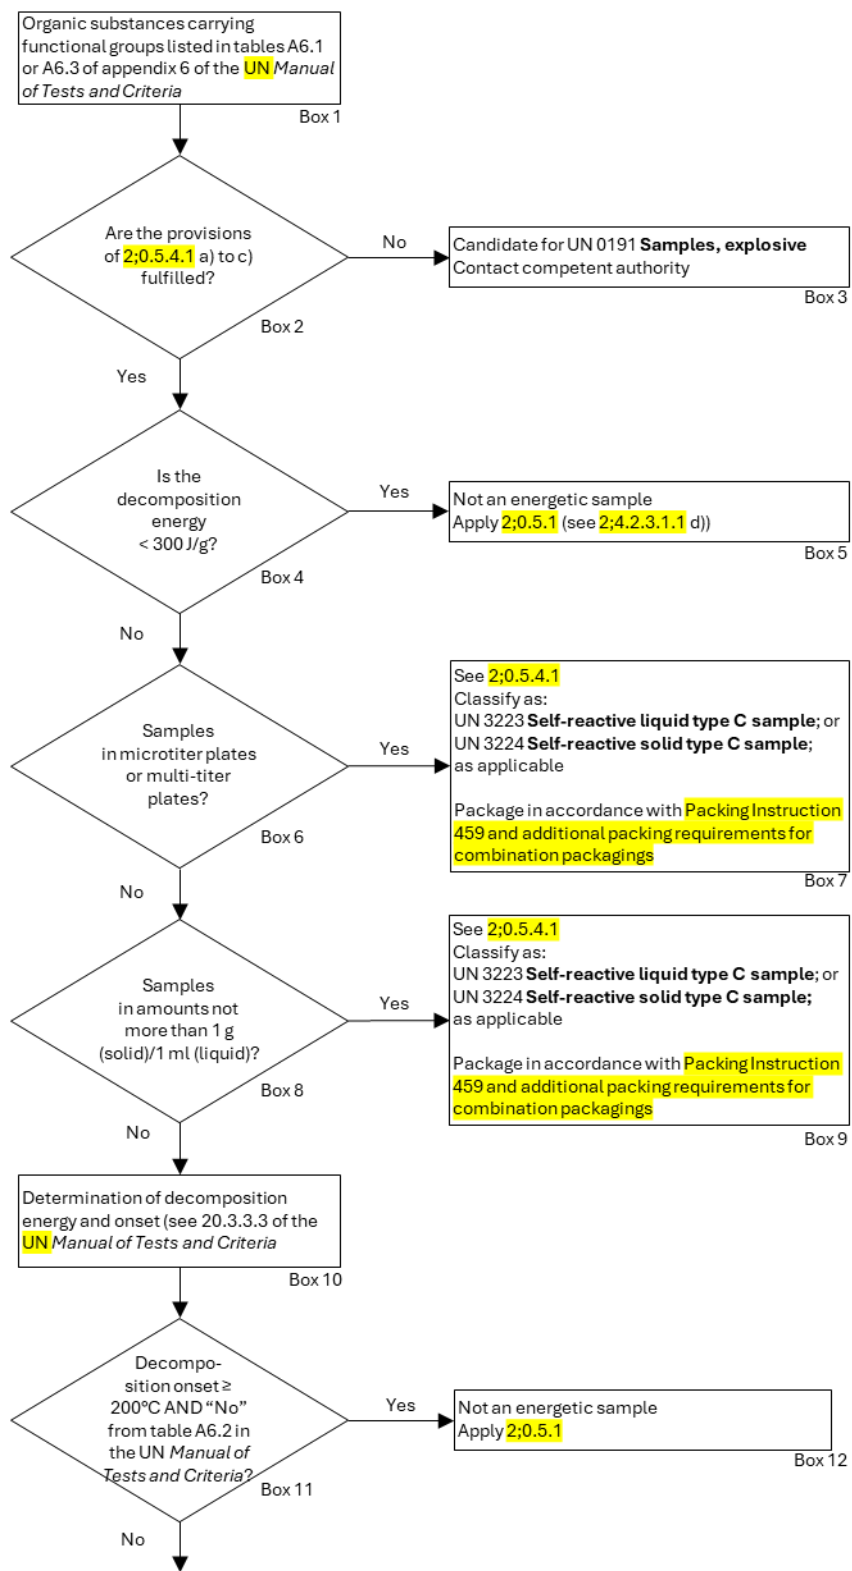 Organic substances carrying
functional groups listed in tables A6.1
or A6.3 of appendix 6 of the UN Manual
of Tests and Criteria
Box 1
Are the provisions
of 2;0.5.4.1 a) to c)
fulfilled?
Box 2
No
Candidate for UN 0191 Samples, explosive
Contact competent authority
Box 3
Yes
Is the
decomposition
energy
< 300 J/g?
Box 4
Yes
Not an energetic sample
Apply 2;0.5.1 (see 2;4.2.3.1.1 d))
Box 5
No
Samples
in microtiter plates
or multi-titer
plates?
Box 6
Yes
See 2;0.5.4.1
Classify as:
UN 3223 Self-reactive liquid type C sample; or
UN 3224 Self-reactive solid type C sample;
as applicable
Package in accordance with Packing Instruction
459 and additional packing requirements for
combination packagings
Box 7
No
Samples
in amounts not
more than 1 g
(solid)/1 ml (liquid)?
Box 8
Yes
See 2;0.5.4.1
Classify as:
UN 3223 Self-reactive liquid type C sample; or
UN 3224 Self-reactive solid type C sample;
as applicable
Package in accordance with Packing Instruction
459 and additional packing requirements for
combination packagings
Box 9
No
Determination of decomposition
energy and onset (see 20.3.3.3 of the
UN Manual of Tests and Criteria
Box 10
Decompo-
sition onset ≥
200°C AND “No”
from table A6.2 in
the UN Manual of
Tests and Criteria?
Box 11
Yes
Not an energetic sample
Apply 2;0.5.1
Box 12
No